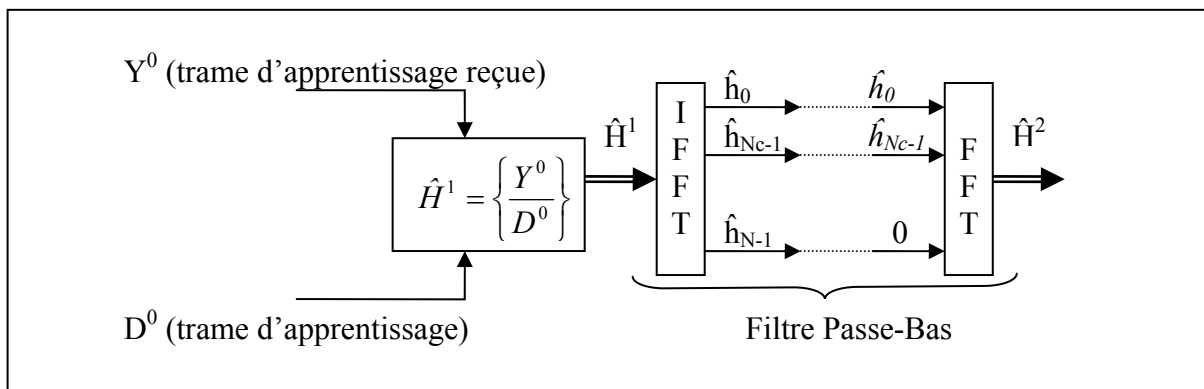 Y⁰ (trame d'apprentissage reçue)
Ĥ¹ = {Y⁰/D⁰}
D⁰ (trame d'apprentissage)
Ĥ¹
I F F T
ĥ₀ ĥ₀
ĥNc-1 ĥNc-1
ĥN-1 0
F F T
Ĥ²
Filtre Passe-Bas